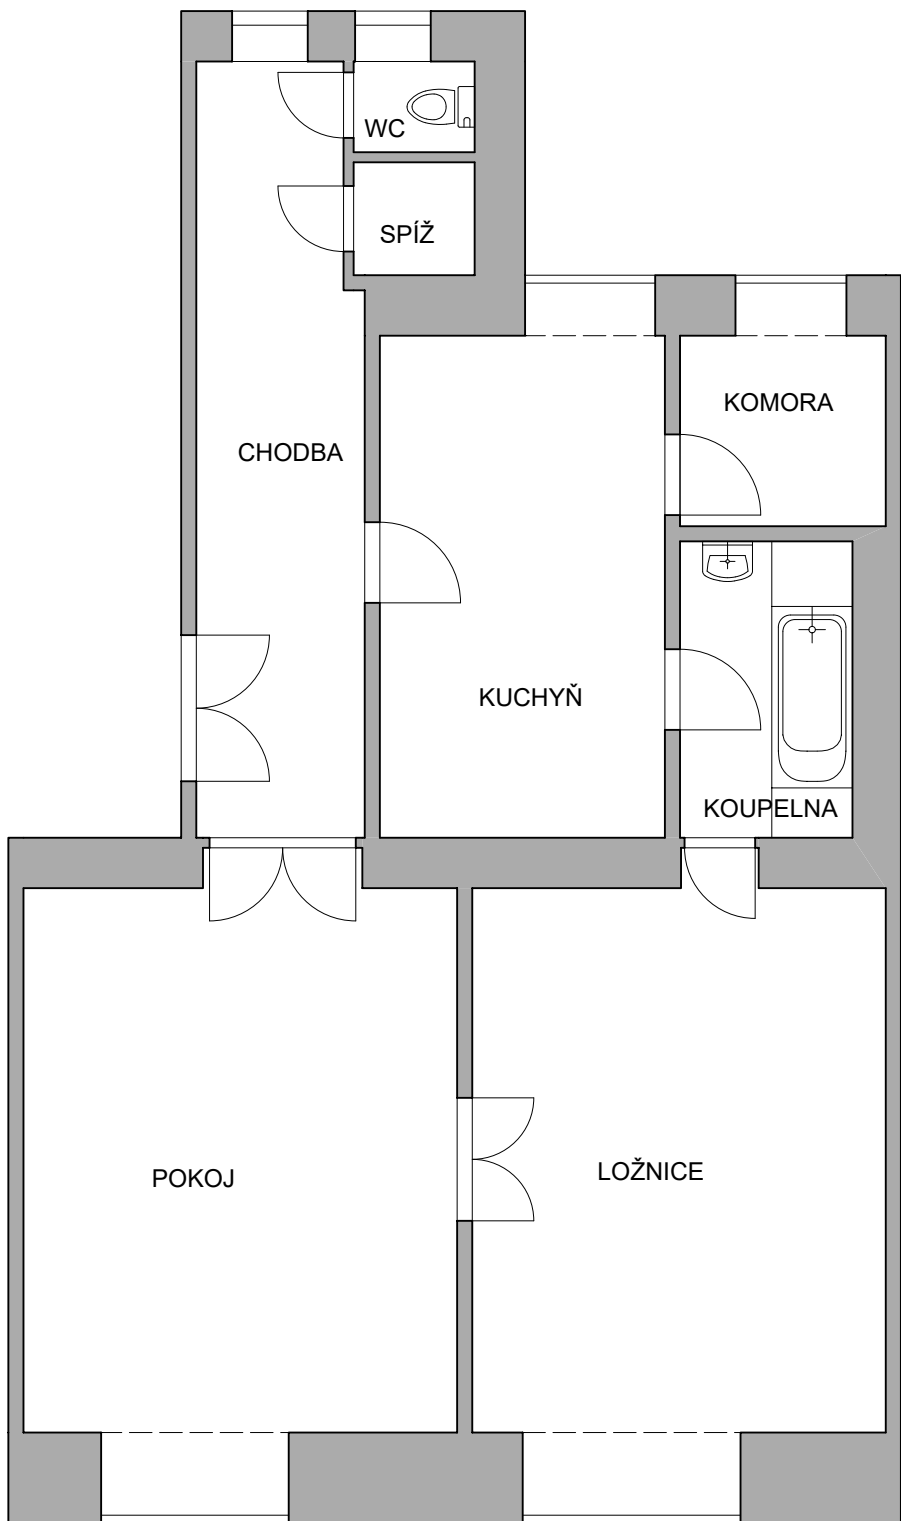 WC
SPÍŽ
KOMORA
CHODBA
KUCHYŇ
KOUPELNA
POKOJ
LOŽNICE